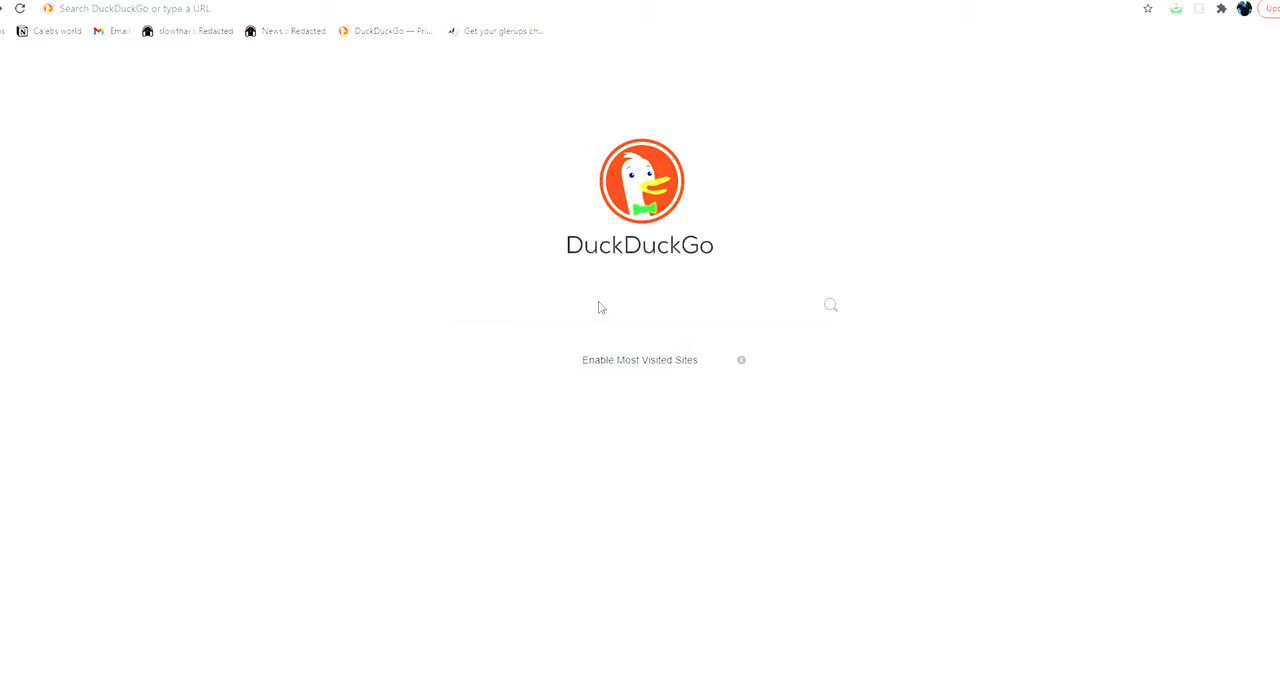 Search DuckDuckGo or type a URL
Calebs world Email slowthai :: Redacted News :: Redacted DuckDuckGo — Pri... Get your glerups ch...
DuckDuckGo
Enable Most Visited Sites